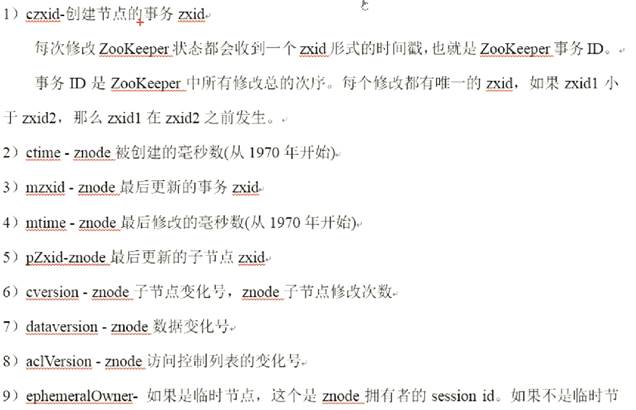 1）czxid-创建节点的事务 zxid
每次修改 ZooKeeper 状态都会收到一个 zxid 形式的时间戳，也就是 ZooKeeper 事务 ID。
事务 ID 是 ZooKeeper 中所有修改总的次序。每个修改都有唯一的 zxid，如果 zxid1 小
于 zxid2，那么 zxid1 在 zxid2 之前发生。
2）ctime - znode 被创建的毫秒数(从 1970 年开始)
3）mzxid - znode 最后更新的事务 zxid
4）mtime - znode 最后修改的毫秒数(从 1970 年开始)
5）pZxid-znode 最后更新的子节点 zxid
6）cversion - znode 子节点变化号，znode 子节点修改次数
7）dataversion - znode 数据变化号
8）aclVersion - znode 访问控制列表的变化号
9）ephemeralOwner- 如果是临时节点，这个是 znode 拥有者的 session id。如果不是临时节